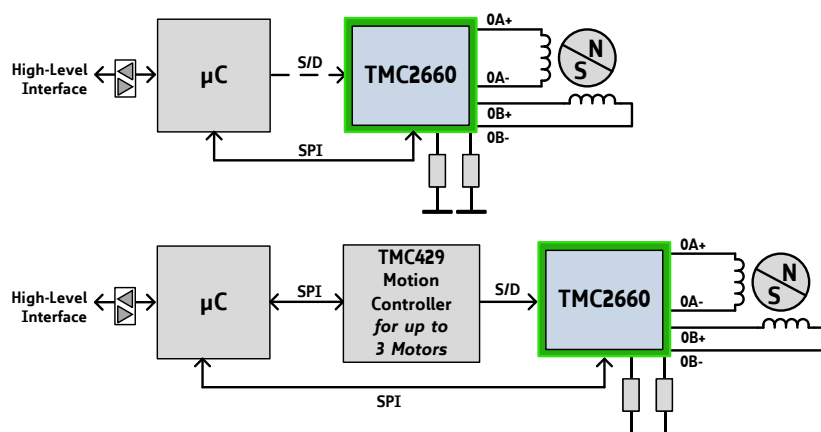 0A+
High-Level
Interface
µC
S/D
TMC2660
N
S
0A-
0B+
0B-
SPI
TMC429
Motion
Controller
for up to
3 Motors
High-Level
Interface
µC
SPI
S/D
TMC2660
0A+
N
S
0A-
0B+
0B-
SPI